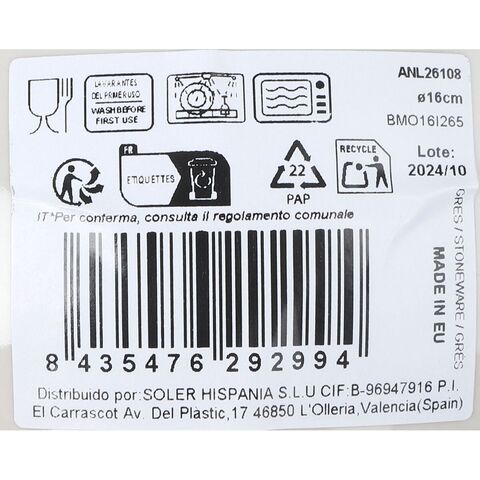 LAVAR ANTES
DEL PRIMER USO
WASH BEFORE
FIRST USE
ANL26108
ø16cm
BMO16I265
Lote:
2024/10
FR
ETIQUETTES
22
PAP
RECYCLE
IT*Per conferma, consulta il regolamento comunale
GRES / STONEWARE / GRÈS
MADE IN EU
8 435476 292994
Distribuido por:SOLER HISPANIA S.L.U CIF:B-96947916 P.I.
El Carrascot Av. Del Plástic,17 46850 L'Olleria,Valencia(Spain)